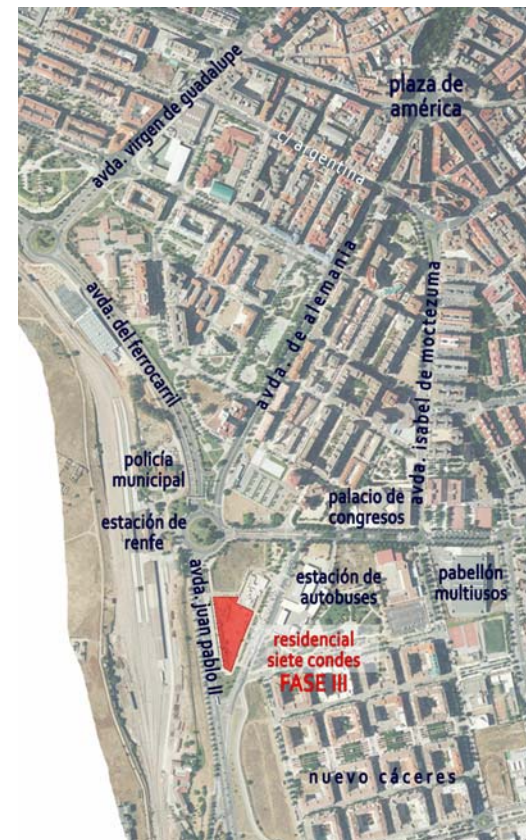 plaza de
américa
avda. virgen de guadalupe
c/ argentina
avda. de alemania
avda. isabel de moctezuma
avda. del ferrocarril
policía
municipal
palacio de
congresos
estación de
renfe
avda. juan pablo II
estación de
autobuses
pabellón
multiusos
residencial
siete condes
FASE III
nuevo cáceres